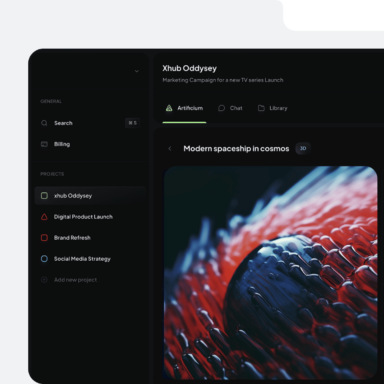 Xhub Oddysey
Marketing Campaign for a new TV series Launch
Artificium
Chat
Library
GENERAL
Search
⌘ S
Billing
PROJECTS
xhub Oddysey
Digital Product Launch
Brand Refresh
Social Media Strategy
Add new project
Modern spaceship in cosmos
3D